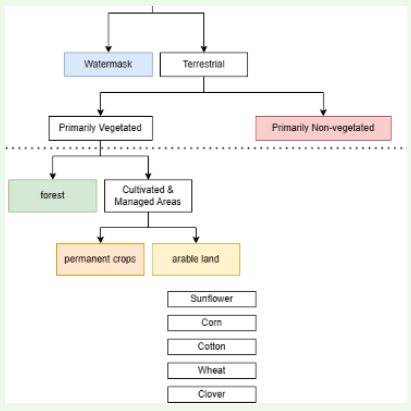 Watermask
Terrestrial
Primarily Vegetated
Primarily Non-vegetated
forest
Cultivated &
Managed Areas
permanent crops
arable land
Sunflower
Corn
Cotton
Wheat
Clover